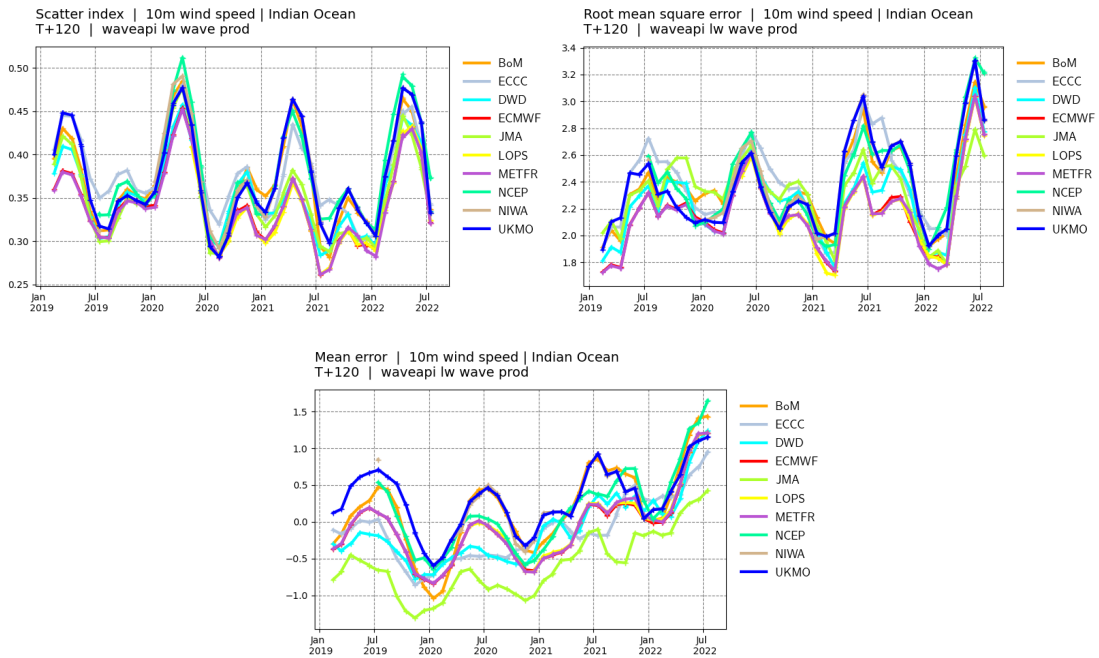 Scatter index | 10m wind speed | Indian Ocean
T+120 | waveapi lw wave prod
0.50
0.45
0.40
0.35
0.30
0.25
Jan 2019
Jul 2019
Jan 2020
Jul 2020
Jan 2021
Jul 2021
Jan 2022
Jul 2022
BoM
ECCC
DWD
ECMWF
JMA
LOPS
METFR
NCEP
NIWA
UKMO
Root mean square error | 10m wind speed | Indian Ocean
T+120 | waveapi lw wave prod
3.4
3.2
3.0
2.8
2.6
2.4
2.2
2.0
1.8
Jan 2019
Jul 2019
Jan 2020
Jul 2020
Jan 2021
Jul 2021
Jan 2022
Jul 2022
BoM
ECCC
DWD
ECMWF
JMA
LOPS
METFR
NCEP
NIWA
UKMO
Mean error | 10m wind speed | Indian Ocean
T+120 | waveapi lw wave prod
1.5
1.0
0.5
0.0
−0.5
−1.0
Jan 2019
Jul 2019
Jan 2020
Jul 2020
Jan 2021
Jul 2021
Jan 2022
Jul 2022
BoM
ECCC
DWD
ECMWF
JMA
LOPS
METFR
NCEP
NIWA
UKMO